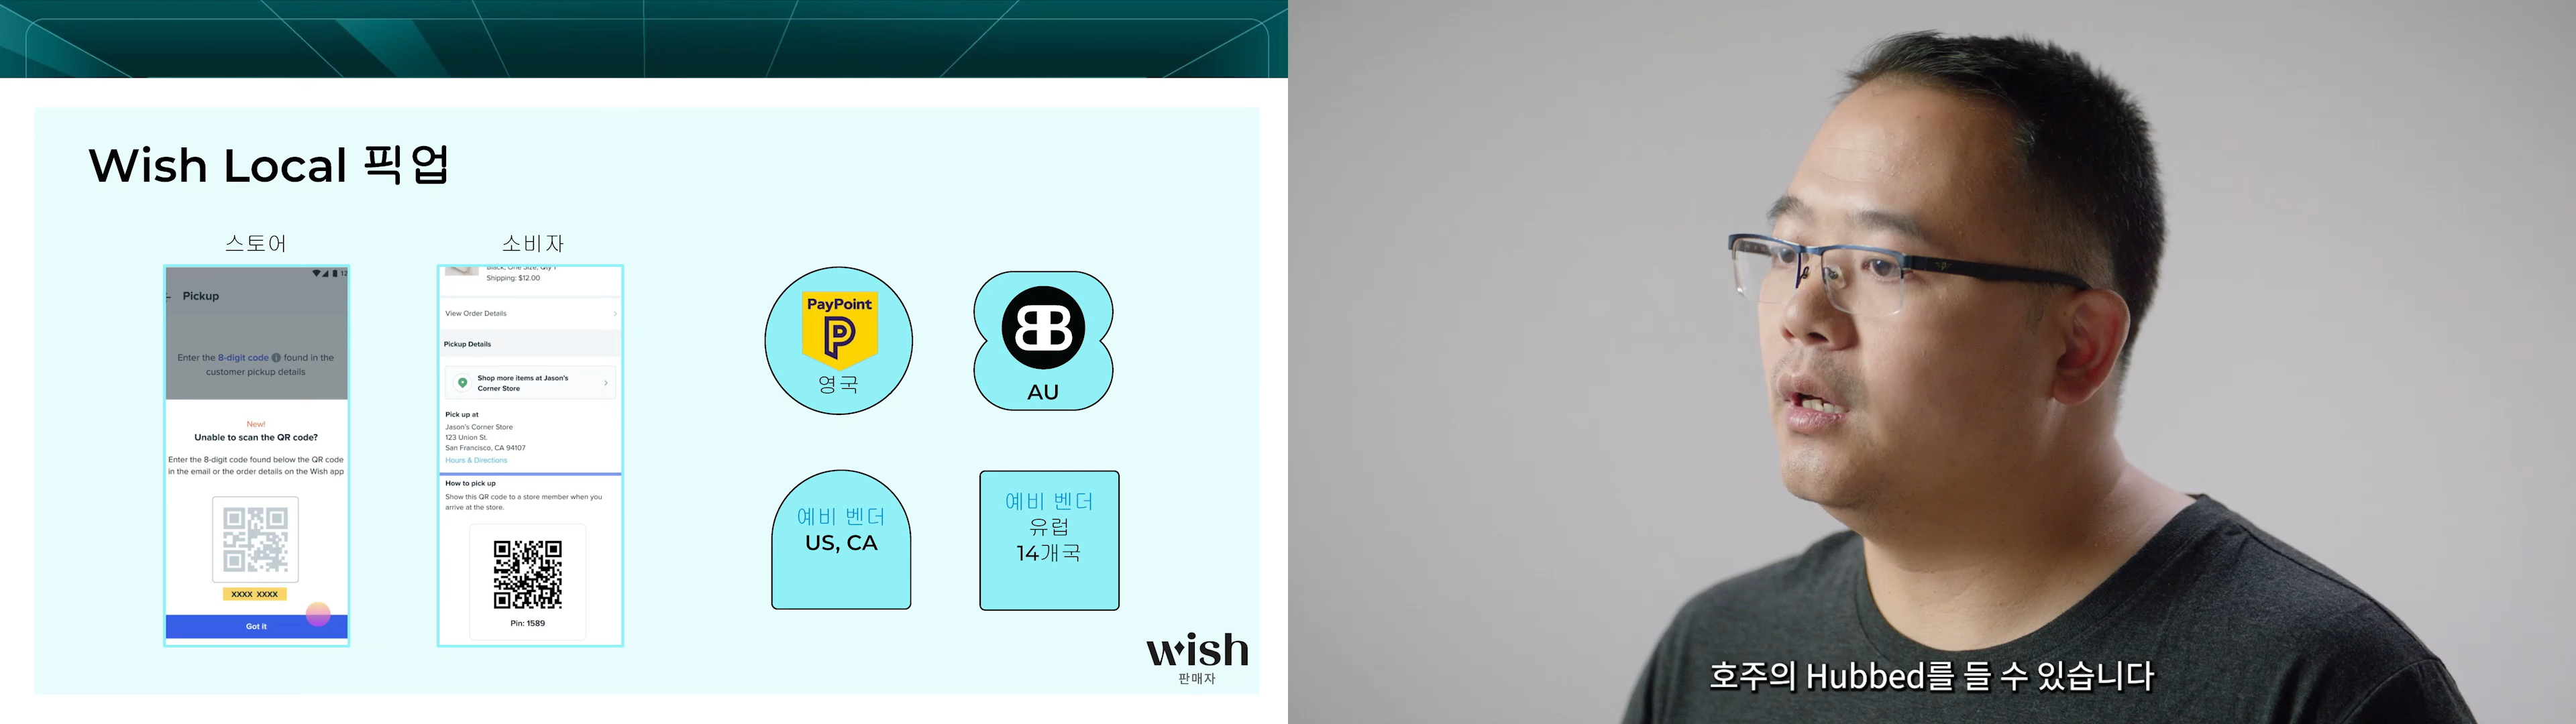 Wish Local 픽업
스토어
12
Pickup
Enter the 8-digit code i found in the
customer pickup details
New!
Unable to scan the QR code?
Enter the 8-digit code found below the QR code
in the email or the order details on the Wish app
XXXX XXXX
Got it
소비자
Black, One Size, Qty 1
Shipping: $12.00
View Order Details
Pickup Details
Shop more items at Jason's
Corner Store
Pick up at
Jason's Corner Store
123 Union St.
San Francisco, CA 94107
Hours & Directions
How to pick up
Show this QR code to a store member when you
arrive at the store.
Pin: 1589
PayPoint
P
영국
BB
AU
예비 벤더
US, CA
예비 벤더
유럽
14개국
wish
판매자
호주의 Hubbed를 들 수 있습니다